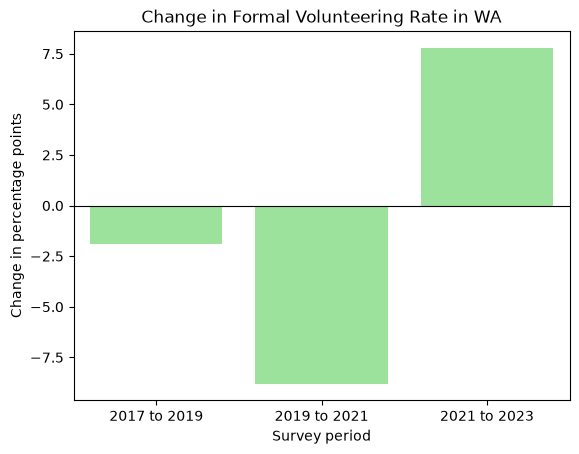 Change in Formal Volunteering Rate in WA
7.5
5.0
2.5
0.0
−2.5
−5.0
−7.5
Change in percentage points
2017 to 2019 2019 to 2021 2021 to 2023
Survey period